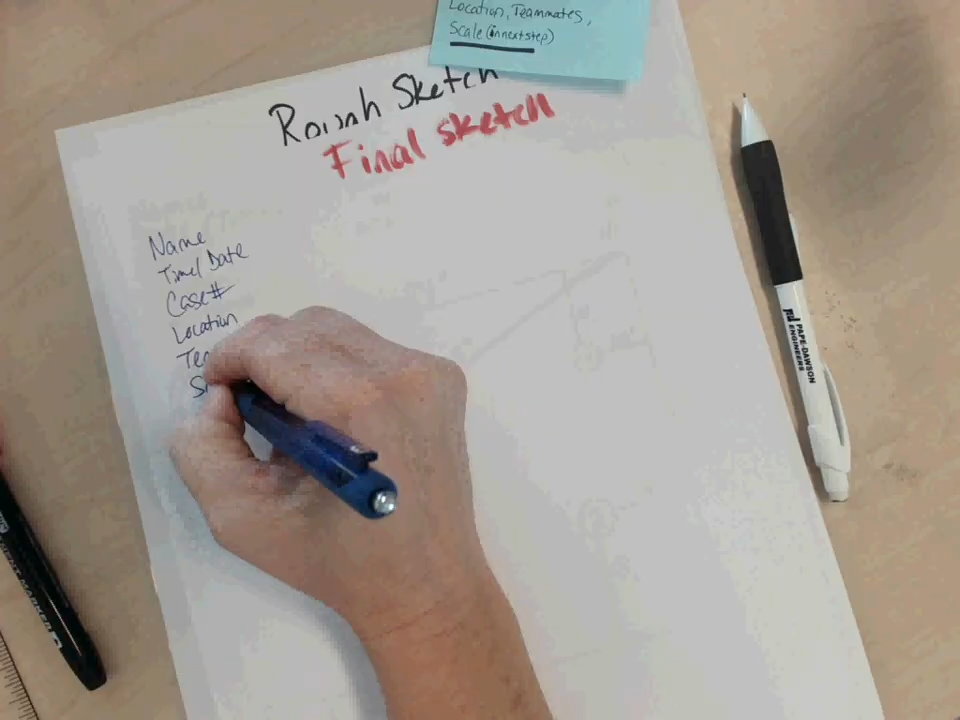 Location, Teammates,
Scale (in next step)
Rough Sketch
Final sketch
Name
Time/Date
Case#
Location
PAPE-DAWSON
ENGINEERS